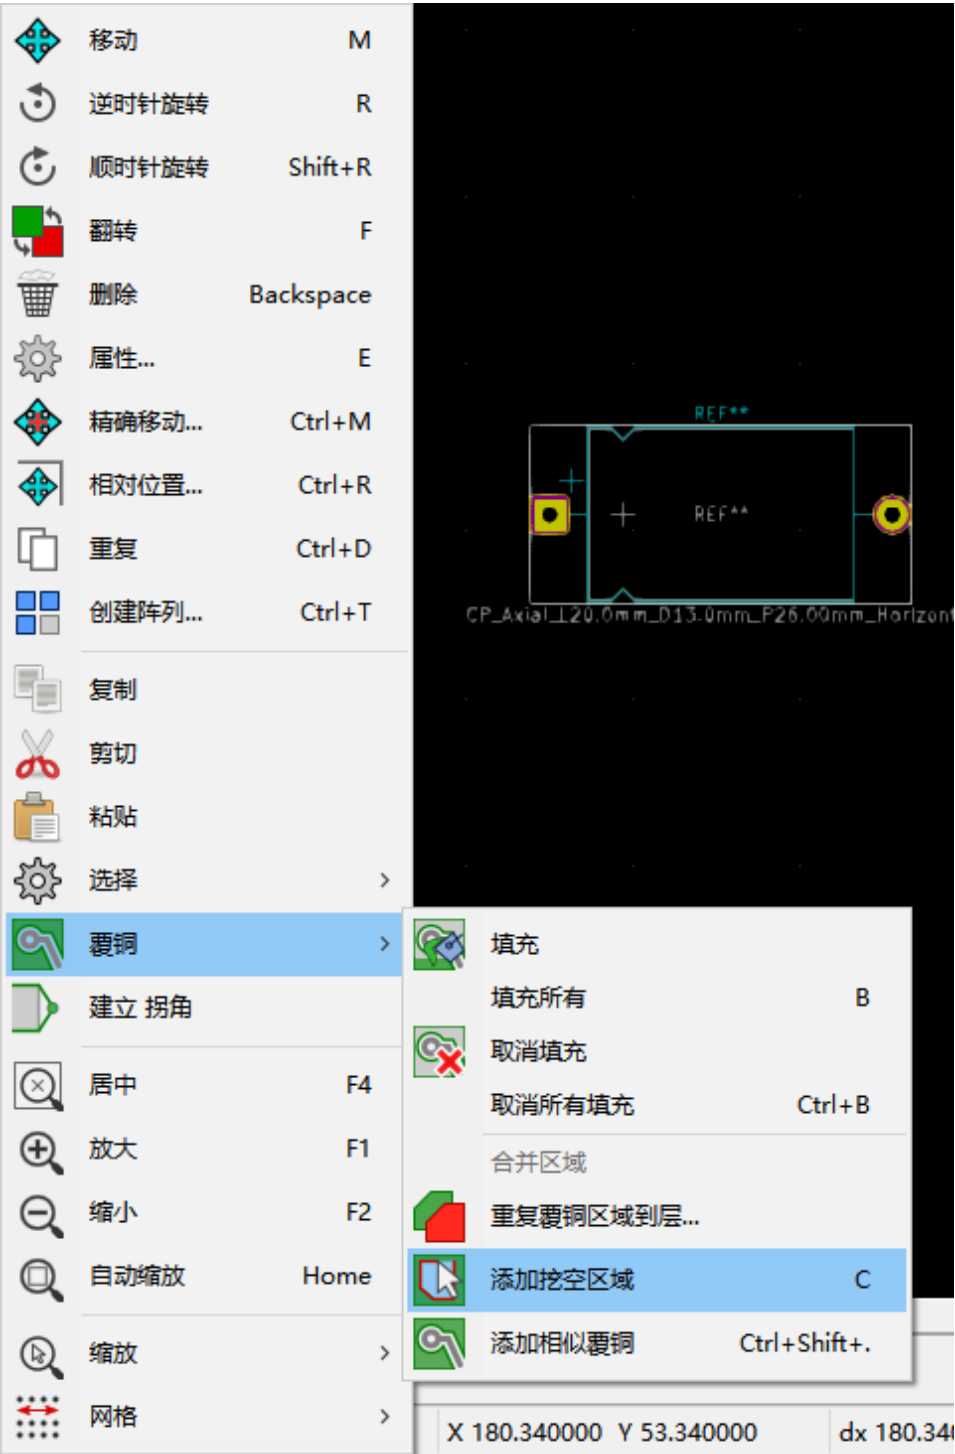 移动 M
逆时针旋转 R
顺时针旋转 Shift+R
翻转 F
删除 Backspace
属性... E
精确移动... Ctrl+M
相对位置... Ctrl+R
重复 Ctrl+D
创建阵列... Ctrl+T
复制
剪切
粘贴
选择
覆铜
建立 拐角
居中 F4
放大 F1
缩小 F2
自动缩放 Home
缩放
网格
REF**
REF**
CP_Axial_L20.0mm_D13.0mm_P26.00mm_Horizont
填充
填充所有 B
取消填充
取消所有填充 Ctrl+B
合并区域
重复覆铜区域到层...
添加挖空区域 C
添加相似覆铜 Ctrl+Shift+.
X 180.340000 Y 53.340000 dx 180.340